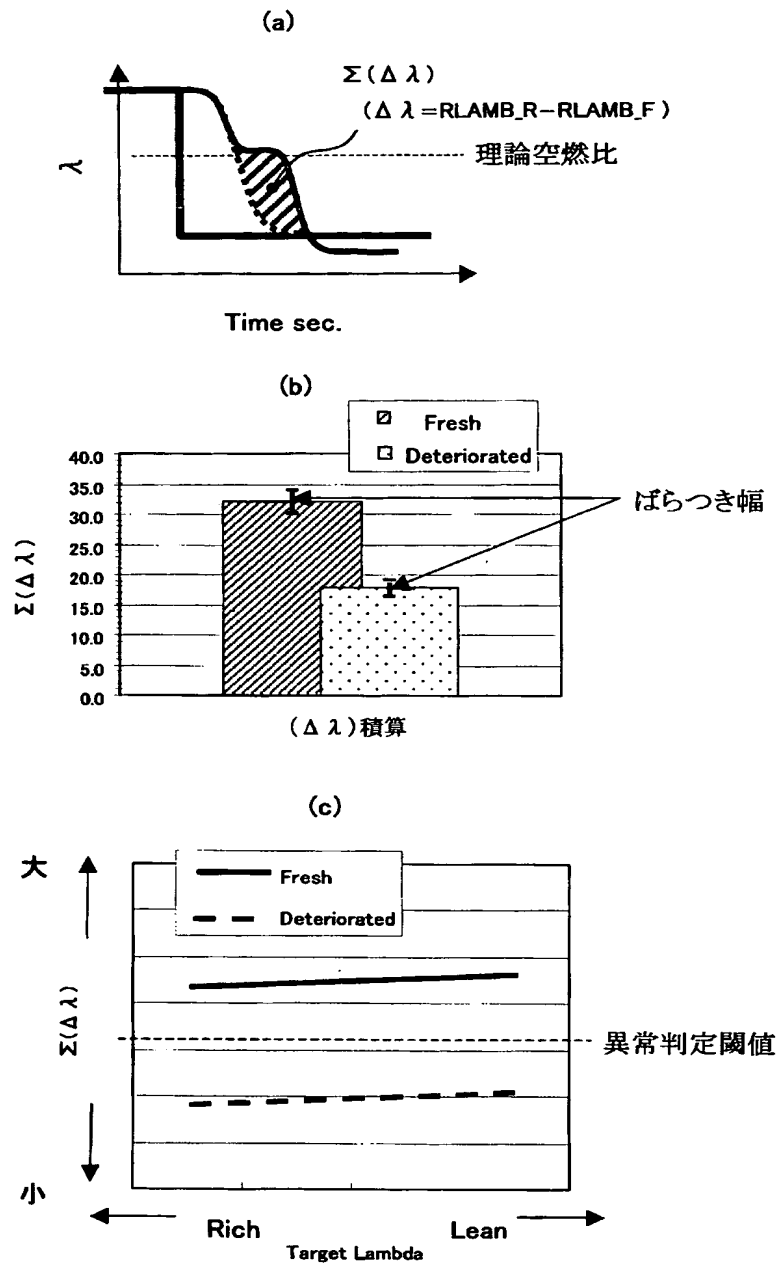 (a)
Σ(Δλ)
(Δλ=RLAMB_R−RLAMB_F)
理論空燃比
λ
Time sec.
(b)
Fresh
Deteriorated
40.0
35.0
30.0
25.0
20.0
15.0
10.0
5.0
0.0
Σ(Δλ)
ばらつき幅
(Δλ)積算
(c)
大
Fresh
Deteriorated
Σ(Δλ)
異常判定閾値
小
Rich
Lean
Target Lambda